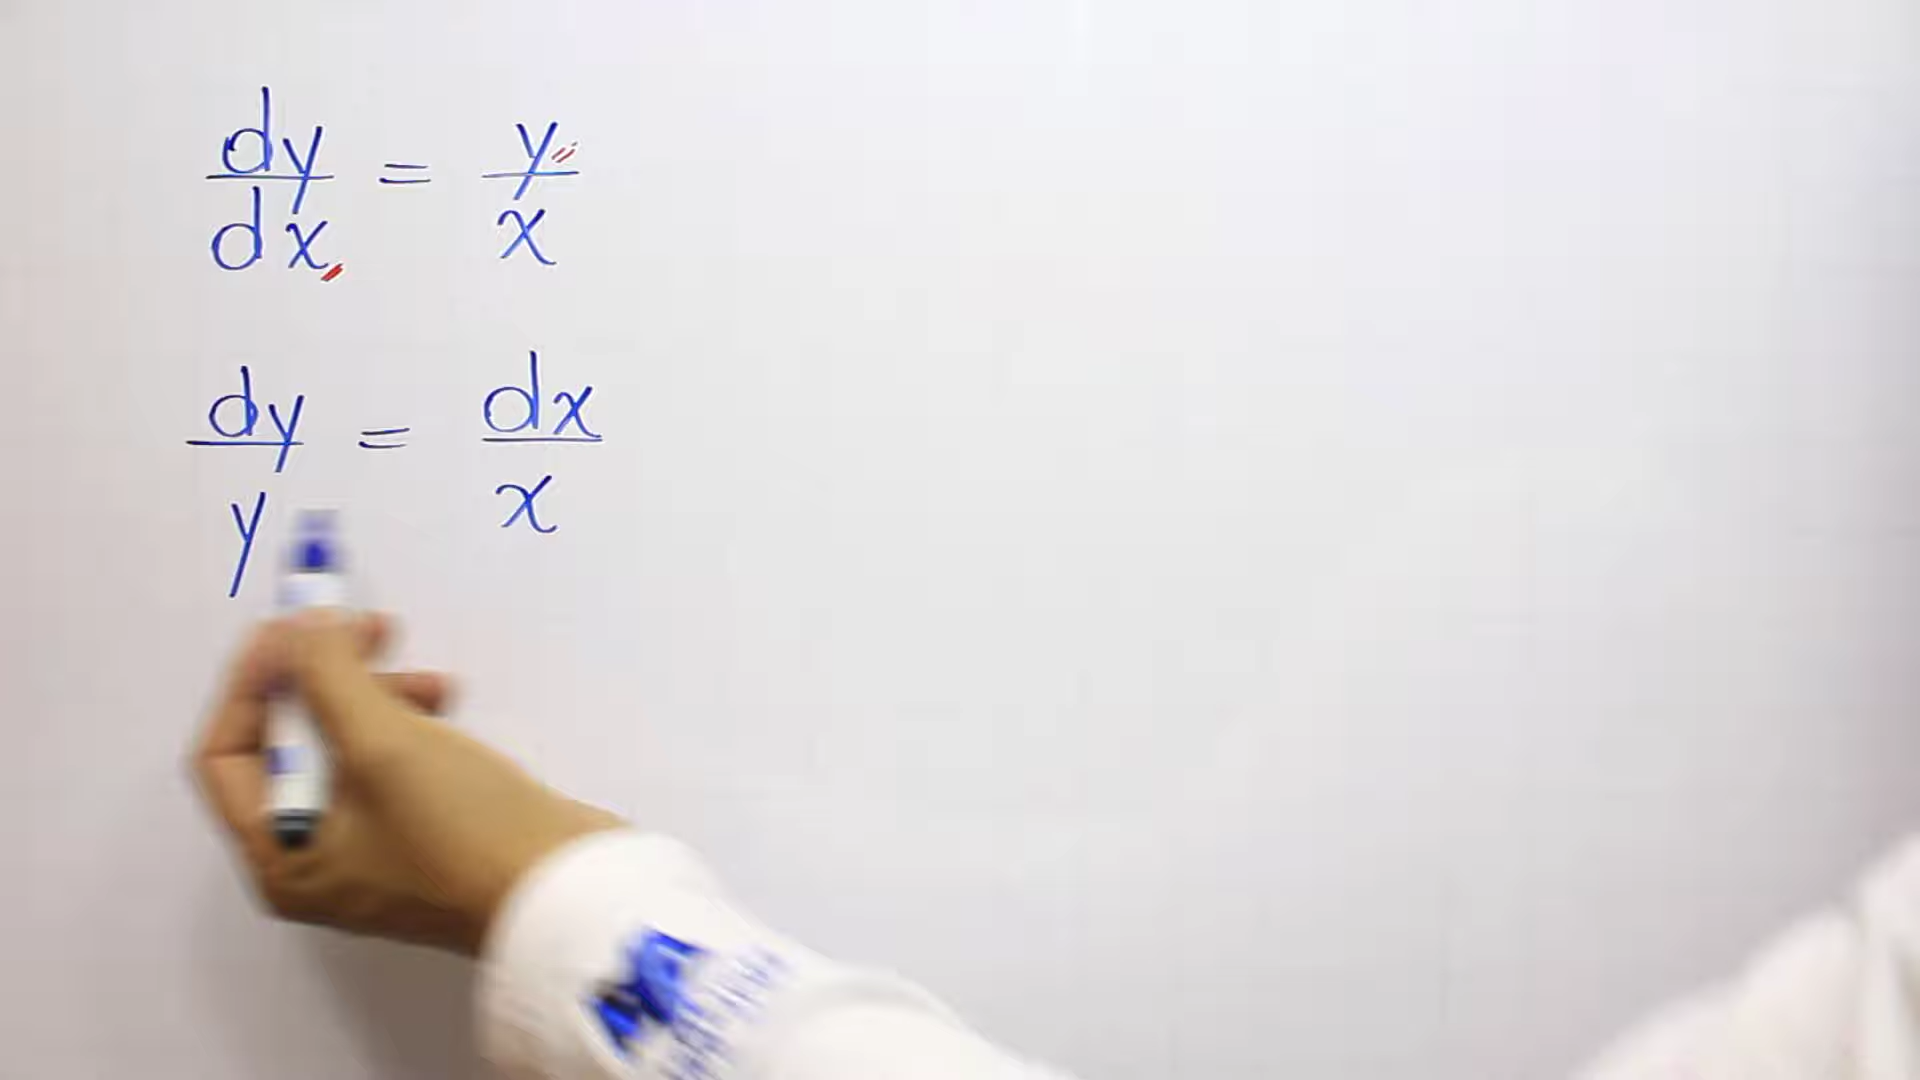 dy/dx = y/x
dy/y = dx/x